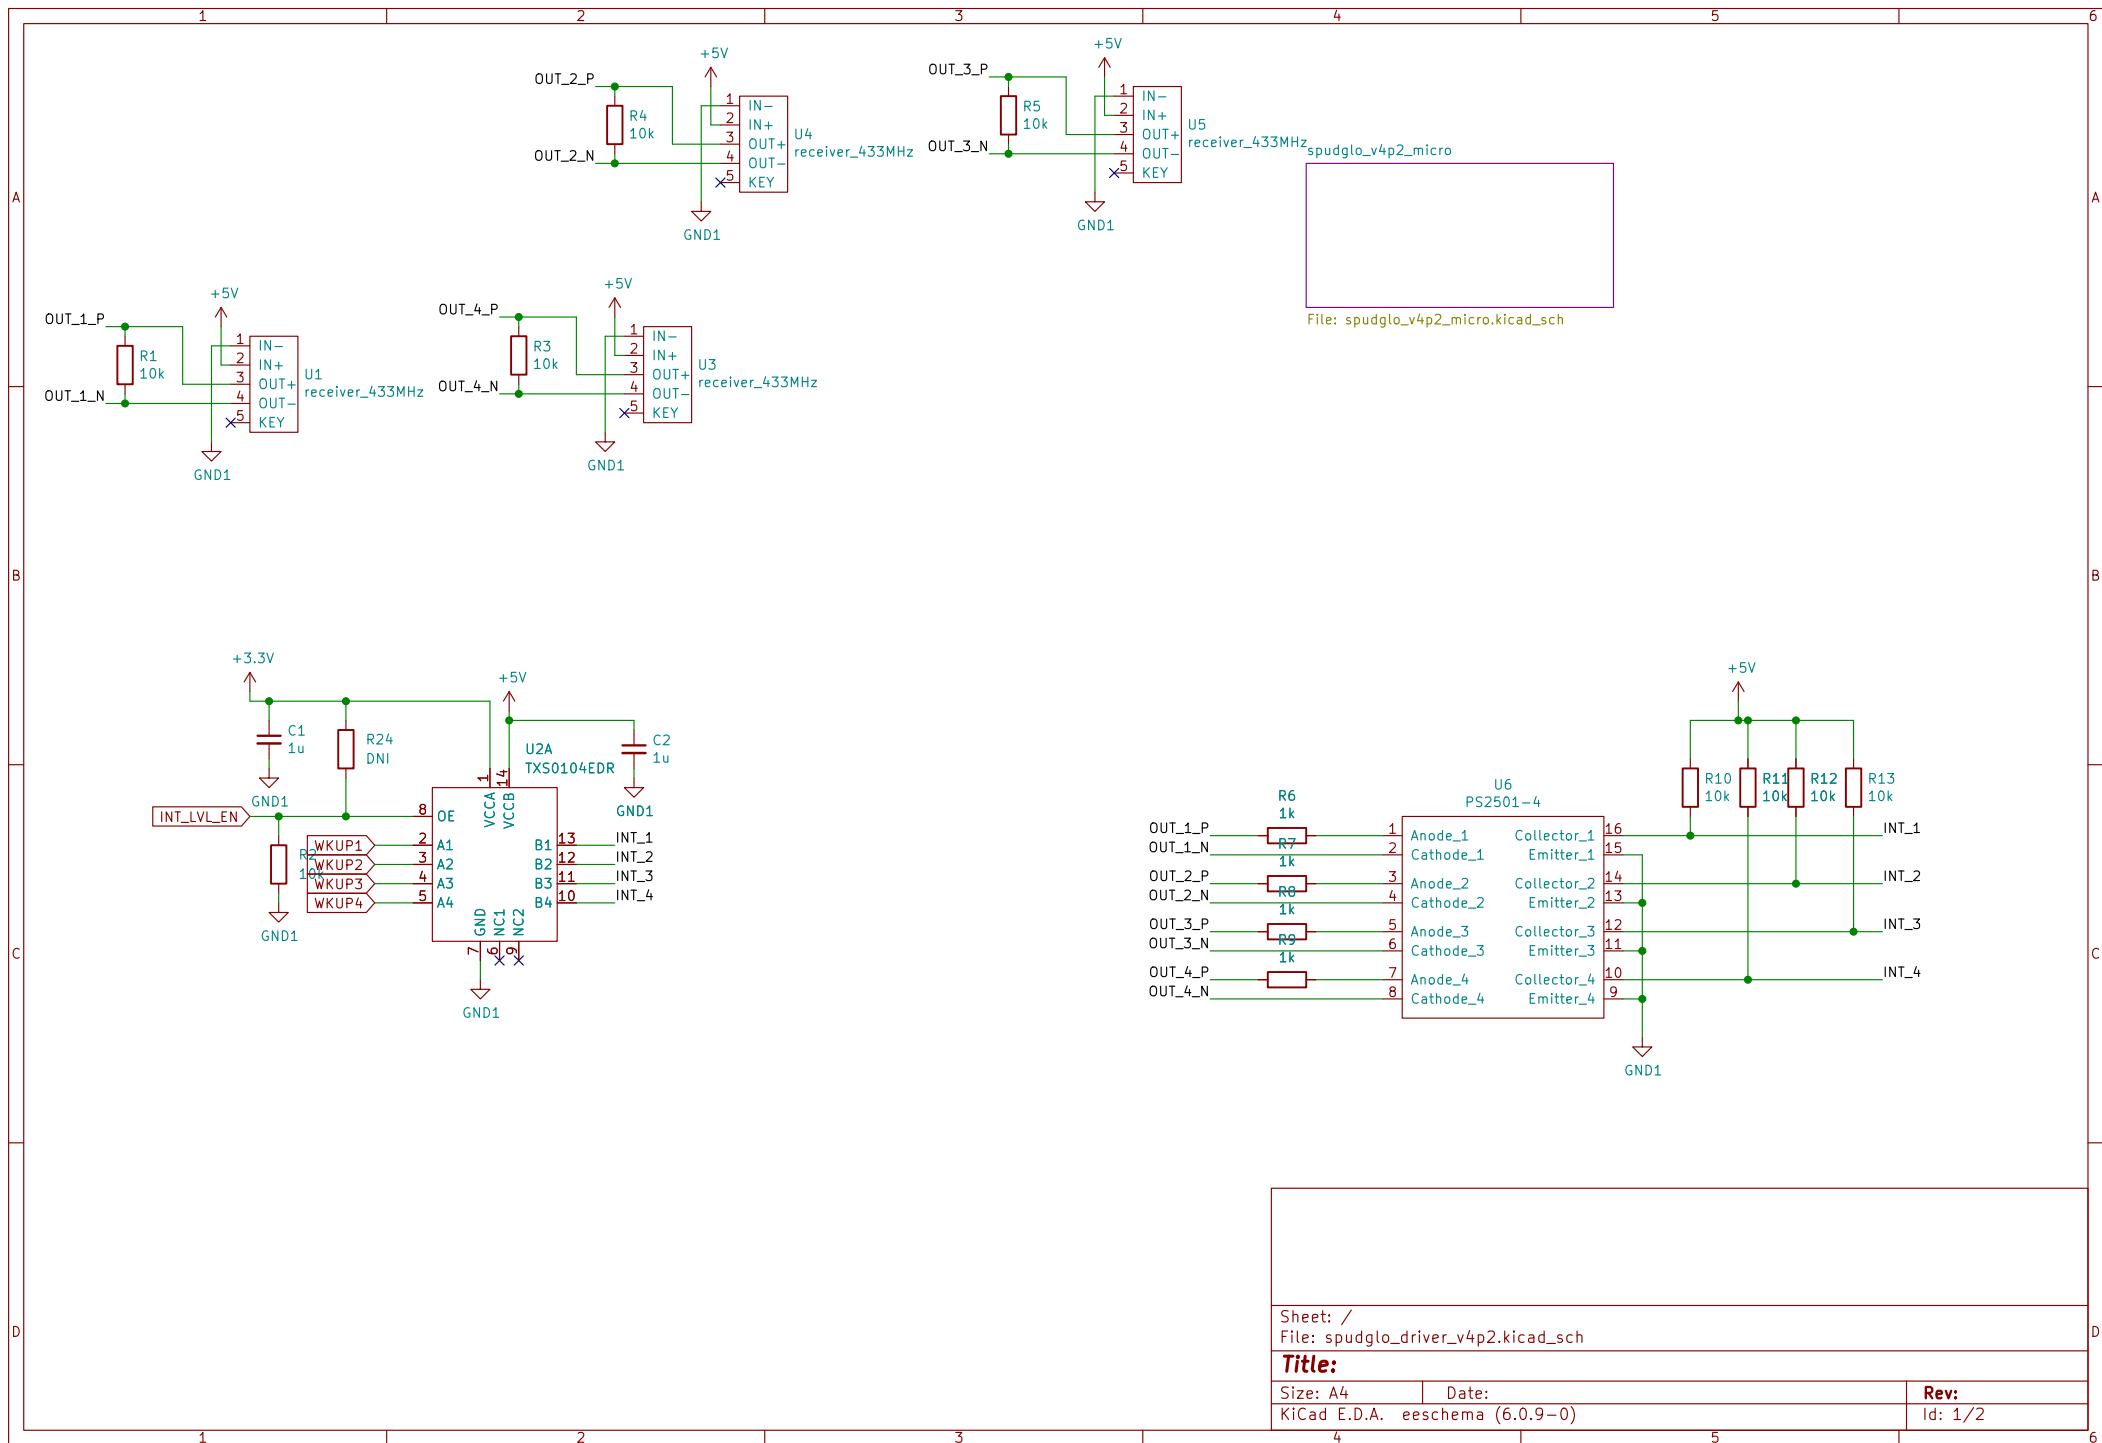 1 2 3 4 5 6
A
B
C
D
A
B
C
D
1 2 3 4 5 6
+5V
OUT_2_P
OUT_2_N
R4
10k
1 IN-
2 IN+
3 OUT+
4 OUT-
5 KEY
U4
receiver_433MHz
GND1
+5V
OUT_3_P
OUT_3_N
R5
10k
1 IN-
2 IN+
3 OUT+
4 OUT-
5 KEY
U5
receiver_433MHz
GND1
spudglo_v4p2_micro
File: spudglo_v4p2_micro.kicad_sch
+5V
OUT_1_P
OUT_1_N
R1
10k
1 IN-
2 IN+
3 OUT+
4 OUT-
5 KEY
U1
receiver_433MHz
GND1
+5V
OUT_4_P
OUT_4_N
R3
10k
1 IN-
2 IN+
3 OUT+
4 OUT-
5 KEY
U3
receiver_433MHz
GND1
+3.3V
C1
1u
GND1
R24
DNI
+5V
U2A
TXS0104EDR
C2
1u
GND1
INT_LVL_EN
R2
10k
GND1
WKUP1
WKUP2
WKUP3
WKUP4
1 VCCA
14 VCCB
8 OE
2 A1
3 A2
4 A3
5 A4
B1 13 INT_1
B2 12 INT_2
B3 11 INT_3
B4 10 INT_4
7 GND
6 NC1
9 NC2
GND1
+5V
R10
10k
R11
10k
R12
10k
R13
10k
U6
PS2501-4
R6
1k
R7
1k
R8
1k
R9
1k
OUT_1_P 1 Anode_1
OUT_1_N 2 Cathode_1
OUT_2_P 3 Anode_2
OUT_2_N 4 Cathode_2
OUT_3_P 5 Anode_3
OUT_3_N 6 Cathode_3
OUT_4_P 7 Anode_4
OUT_4_N 8 Cathode_4
Collector_1 16 INT_1
Emitter_1 15
Collector_2 14 INT_2
Emitter_2 13
Collector_3 12 INT_3
Emitter_3 11
Collector_4 10 INT_4
Emitter_4 9
GND1
Sheet: /
File: spudglo_driver_v4p2.kicad_sch
Title:
Size: A4 Date: Rev:
KiCad E.D.A. eeschema (6.0.9-0) Id: 1/2